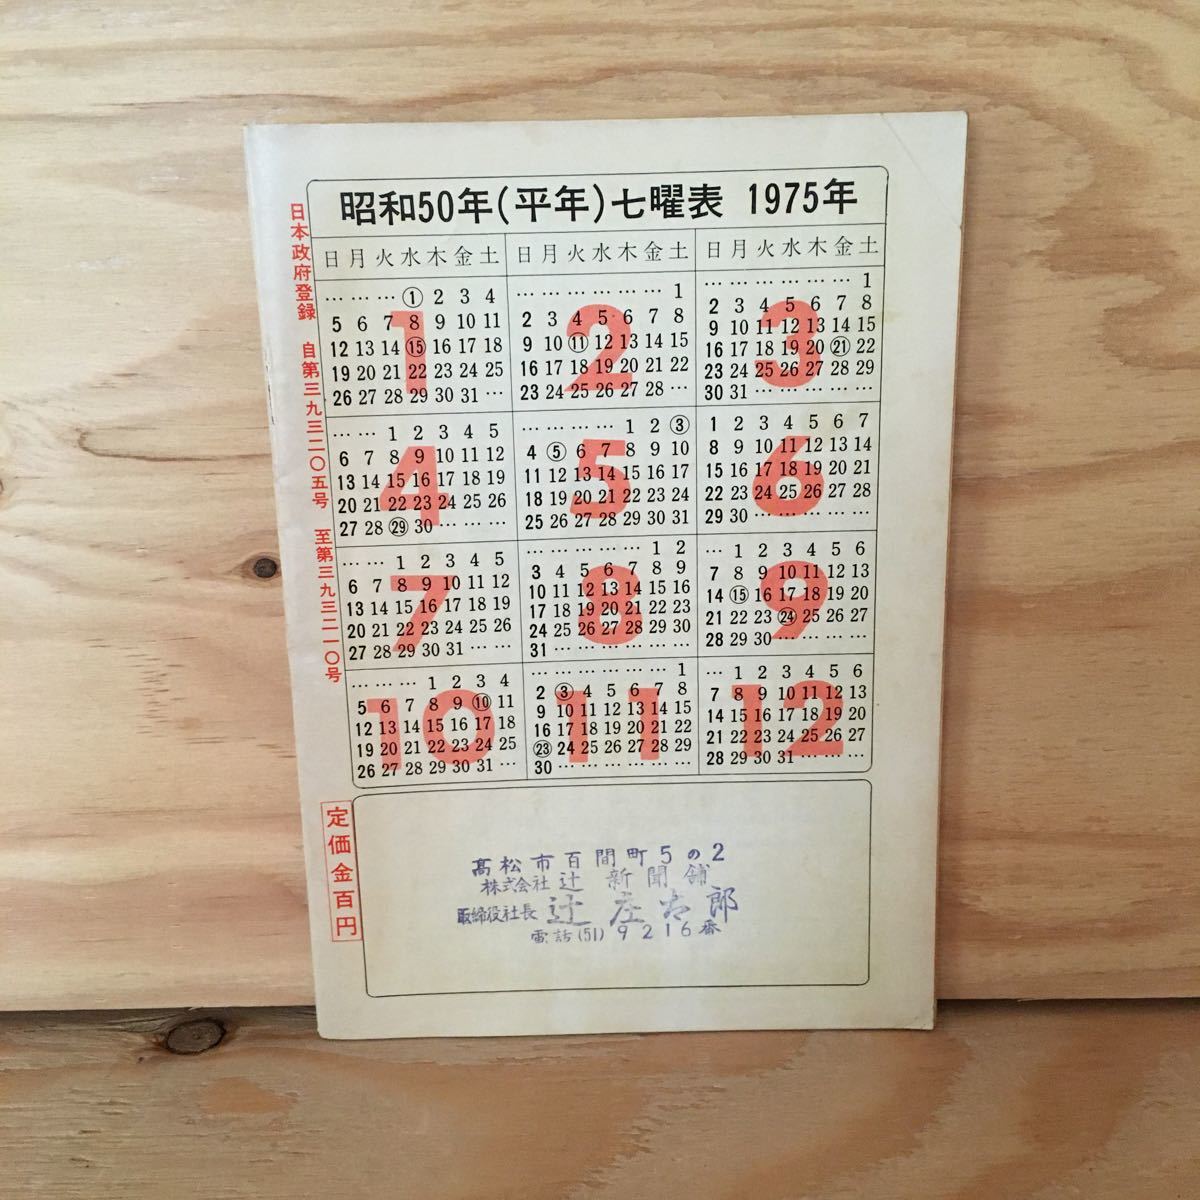 昭和50年(平年)七曜表 1975年
日本政府登録 自第三九三二〇五号 至第三九三二一〇号
日 月 火 水 木 金 土 日 月 火 水 木 金 土 日 月 火 水 木 金 土
1
… … … ① 2 3 4
5 6 7 8 9 10 11
12 13 14 ⑮ 16 17 18
19 20 21 22 23 24 25
26 27 28 29 30 31 …
2
… … … … … … 1
2 3 4 5 6 7 8
9 10 ⑪ 12 13 14 15
16 17 18 19 20 21 22
23 24 25 26 27 28 …
3
… … … … … … 1
2 3 4 5 6 7 8
9 10 11 12 13 14 15
16 17 18 19 20 ㉑ 22
23 24 25 26 27 28 29
30 31 … … … … …
4
… … 1 2 3 4 5
6 7 8 9 10 11 12
13 14 15 16 17 18 19
20 21 22 23 24 25 26
27 28 ㉙ 30 … … …
5
… … … … 1 2 ③
4 ⑤ 6 7 8 9 10
11 12 13 14 15 16 17
18 19 20 21 22 23 24
25 26 27 28 29 30 31
6
1 2 3 4 5 6 7
8 9 10 11 12 13 14
15 16 17 18 19 20 21
22 23 24 25 26 27 28
29 30 … … … … …
7
… … 1 2 3 4 5
6 7 8 9 10 11 12
13 14 15 16 17 18 19
20 21 22 23 24 25 26
27 28 29 30 31 … …
8
… … … … … 1 2
3 4 5 6 7 8 9
10 11 12 13 14 15 16
17 18 19 20 21 22 23
24 25 26 27 28 29 30
31 … … … … … …
9
… 1 2 3 4 5 6
7 8 9 10 11 12 13
14 ⑮ 16 17 18 19 20
21 22 23 ㉔ 25 26 27
28 29 30 … … … …
10
… … … 1 2 3 4
5 6 7 8 9 ⑩ 11
12 13 14 15 16 17 18
19 20 21 22 23 24 25
26 27 28 29 30 31 …
11
… … … … … … 1
2 ③ 4 5 6 7 8
9 10 11 12 13 14 15
16 17 18 19 20 21 22
㉓ 24 25 26 27 28 29
30 … … … … … …
12
… 1 2 3 4 5 6
7 8 9 10 11 12 13
14 15 16 17 18 19 20
21 22 23 24 25 26 27
28 29 30 31 … … …
定価金百円
髙松市百間町5の2
株式会社 辻新聞舗
取締役社長 辻庄太郎
電話(51)9216番